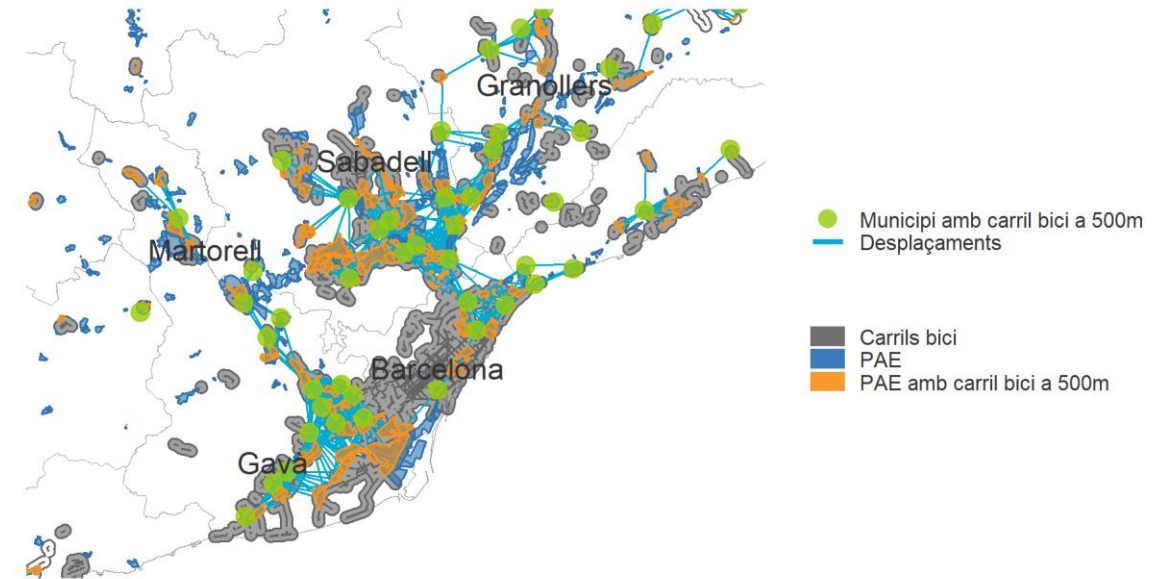 Granollers
Sabadell
Martorell
Barcelona
Gavà
Municipi amb carril bici a 500m
Desplaçaments
Carrils bici
PAE
PAE amb carril bici a 500m